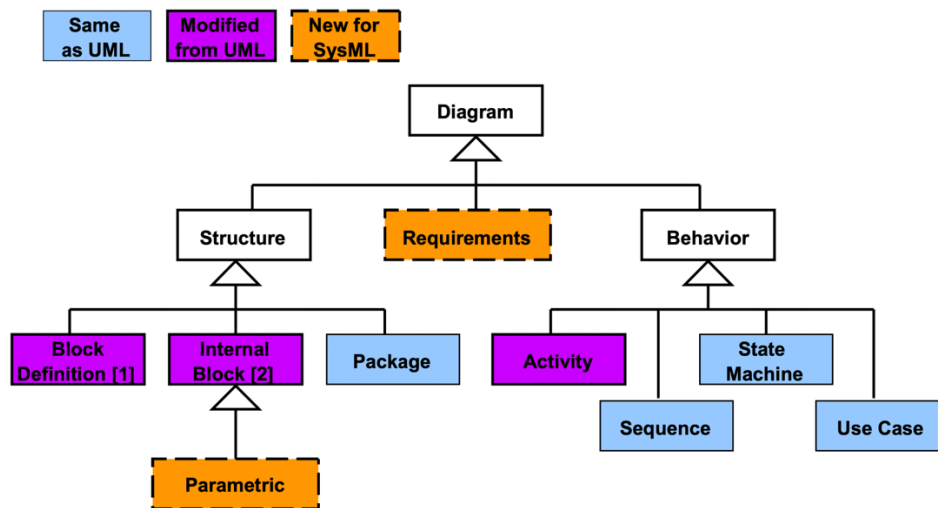 Same
as UML
Modified
from UML
New for
SysML
Diagram
Structure
Requirements
Behavior
Block
Definition [1]
Internal
Block [2]
Package
Activity
State
Machine
Sequence
Use Case
Parametric